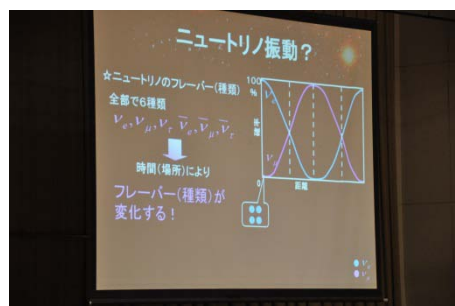 ニュートリノ振動?
☆ニュートリノのフレーバー(種類)
全部で6種類
νe,νμ,ντ ν̅e,ν̅μ,ν̅τ
時間(場所)により
フレーバー(種類)が
変化する!
100
%
確率
0
距離